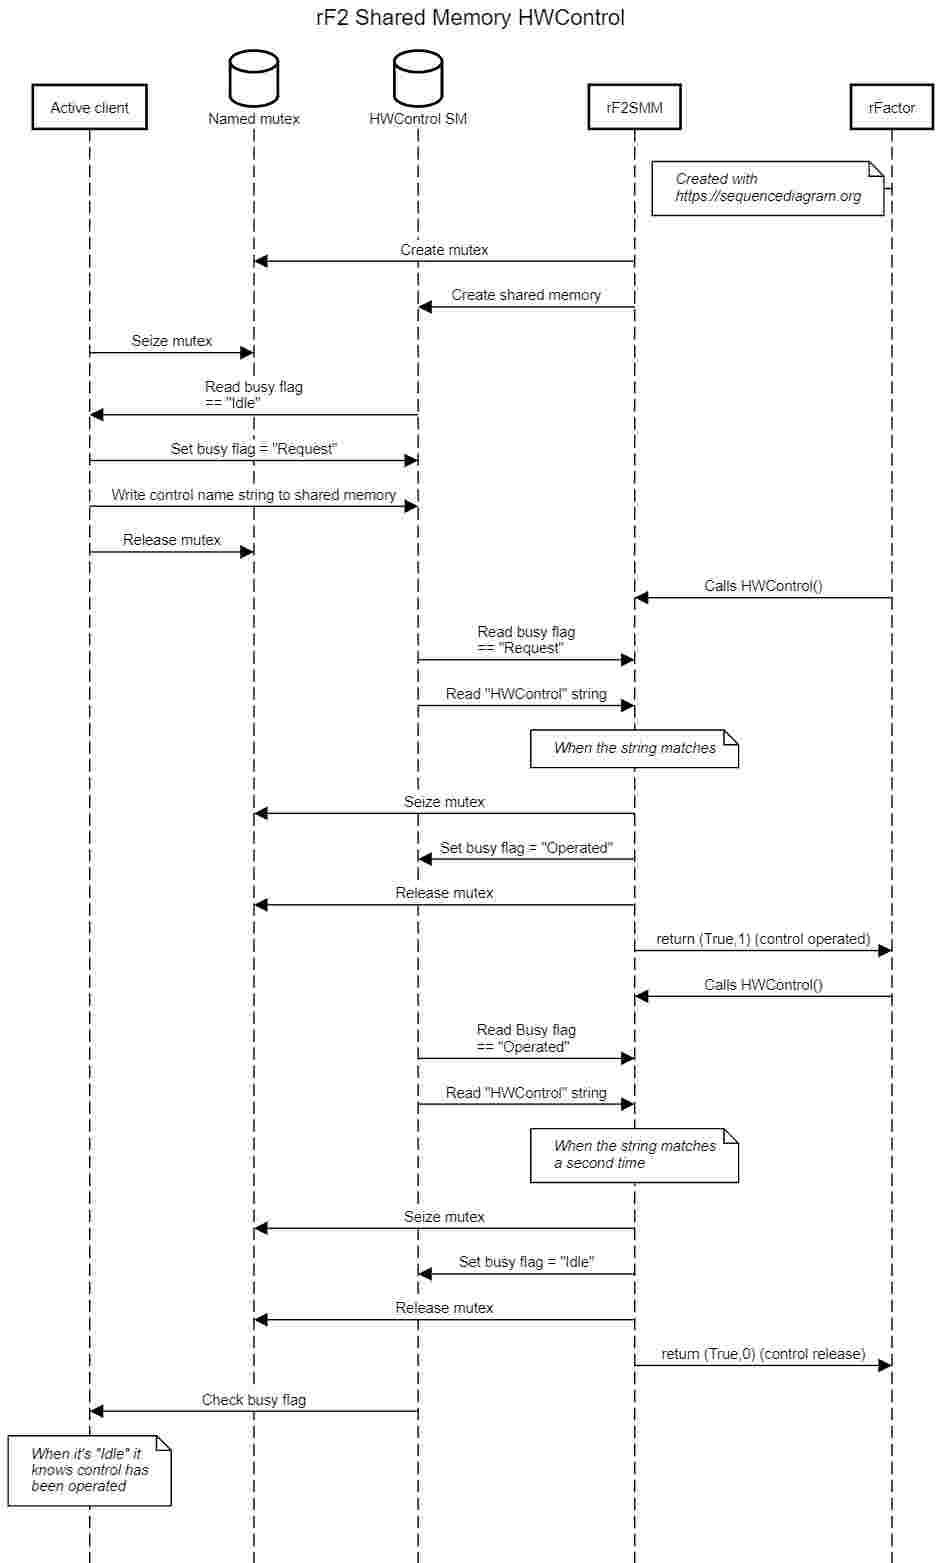 rF2 Shared Memory HWControl
Active client
Named mutex
HWControl SM
rF2SMM
rFactor
Created with
https://sequencediagram.org
Create mutex
Create shared memory
Seize mutex
Read busy flag
== "Idle"
Set busy flag = "Request"
Write control name string to shared memory
Release mutex
Calls HWControl()
Read busy flag
== "Request"
Read "HWControl" string
When the string matches
Seize mutex
Set busy flag = "Operated"
Release mutex
return (True,1) (control operated)
Calls HWControl()
Read Busy flag
== "Operated"
Read "HWControl" string
When the string matches
a second time
Seize mutex
Set busy flag = "Idle"
Release mutex
return (True,0) (control release)
Check busy flag
When it's "Idle" it
knows control has
been operated